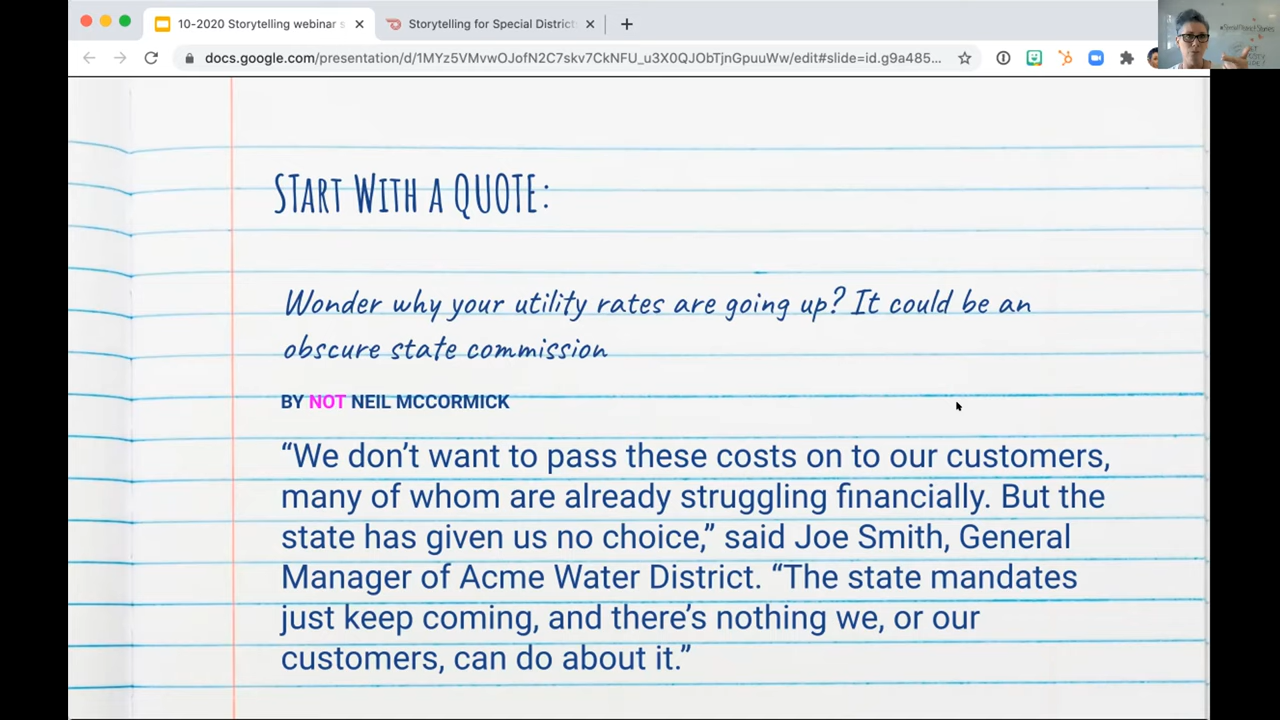 10-2020 Storytelling webinar s
Storytelling for Special District
docs.google.com/presentation/d/1MYz5VMvwOJofN2C7skv7CkNFU_u3X0QJObTjnGpuuWw/edit#slide=id.g9a485...
START WITH A QUOTE:
Wonder why your utility rates are going up? It could be an
obscure state commission
BY NOT NEIL MCCORMICK
“We don’t want to pass these costs on to our customers,
many of whom are already struggling financially. But the
state has given us no choice,” said Joe Smith, General
Manager of Acme Water District. “The state mandates
just keep coming, and there’s nothing we, or our
customers, can do about it.”